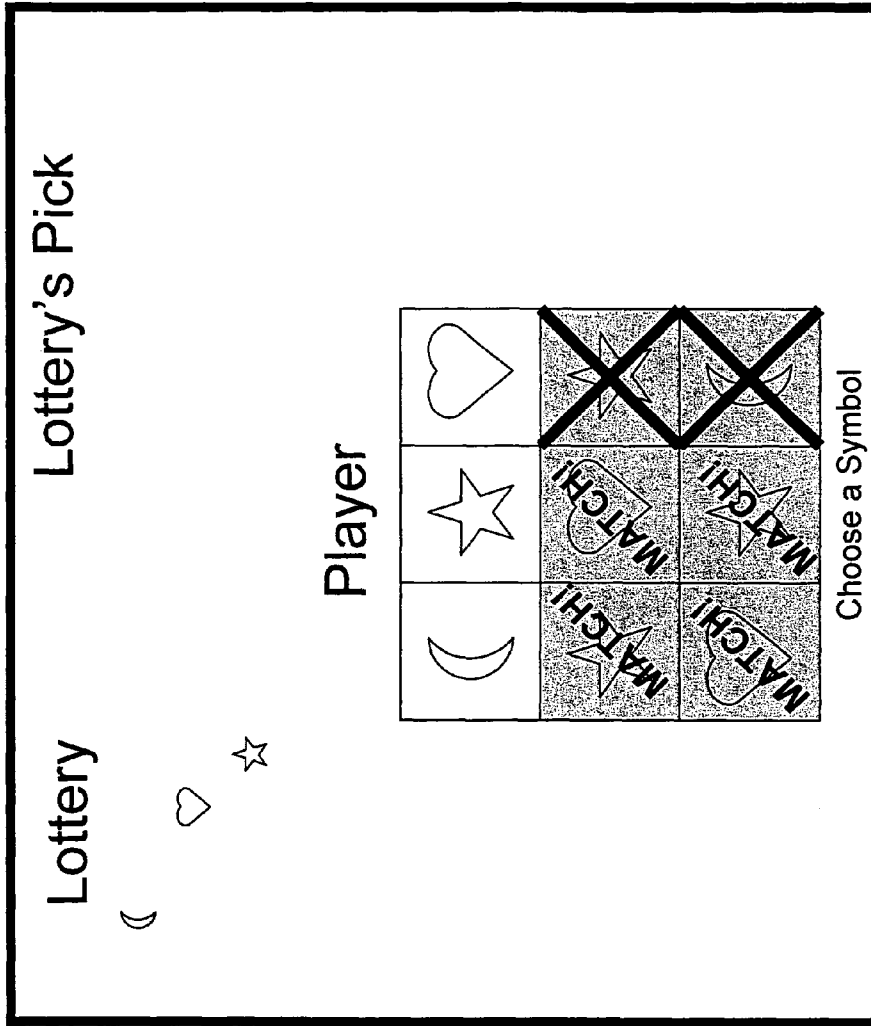 Lottery
Lottery's Pick
Player
MATCH!
MATCH!
MATCH!
MATCH!
Choose a Symbol